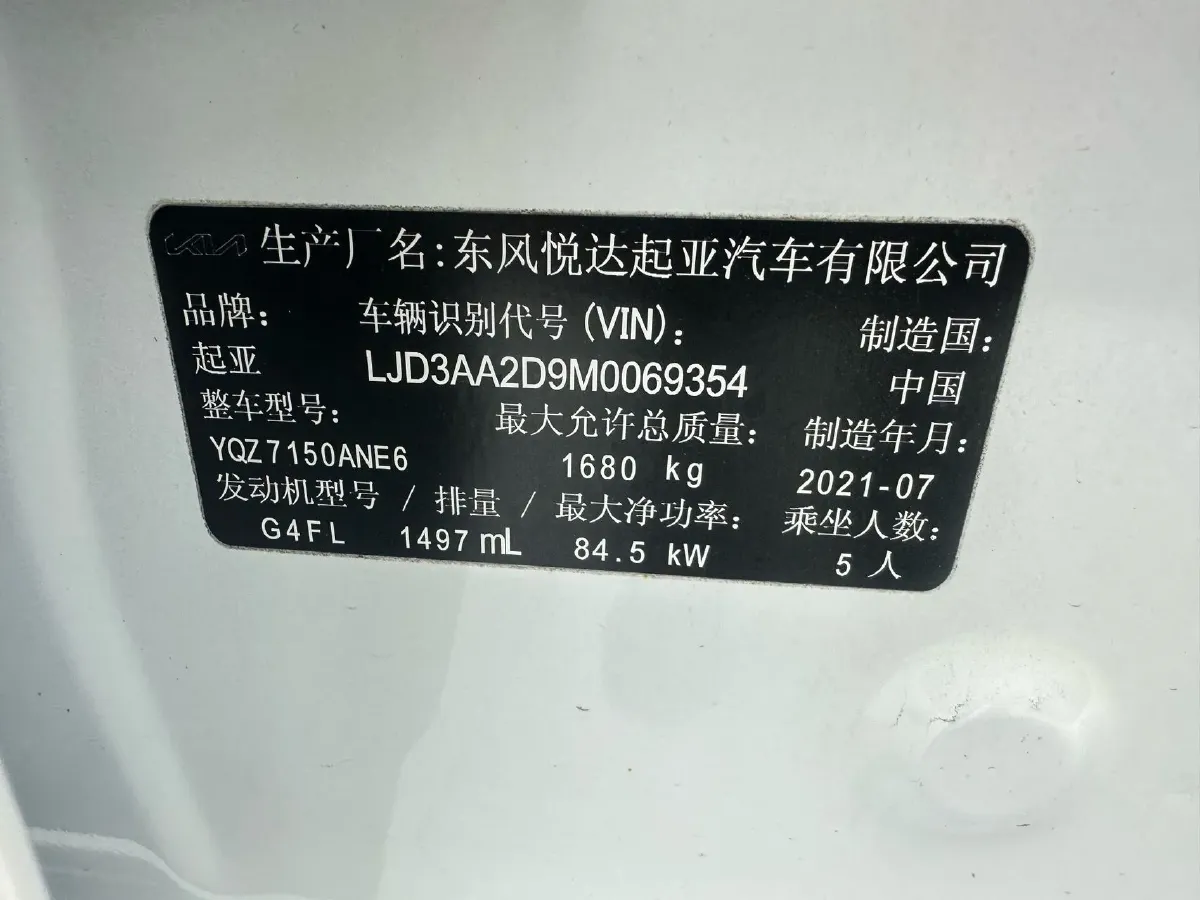 KIA 生产厂名:东风悦达起亚汽车有限公司
品牌: 车辆识别代号(VIN): 制造国:
起亚 LJD3AA2D9M0069354 中国
整车型号: 最大允许总质量: 制造年月:
YQZ7150ANE6 1680 kg 2021-07
发动机型号 / 排量 / 最大净功率: 乘坐人数:
G4FL 1497 mL 84.5 kW 5 人